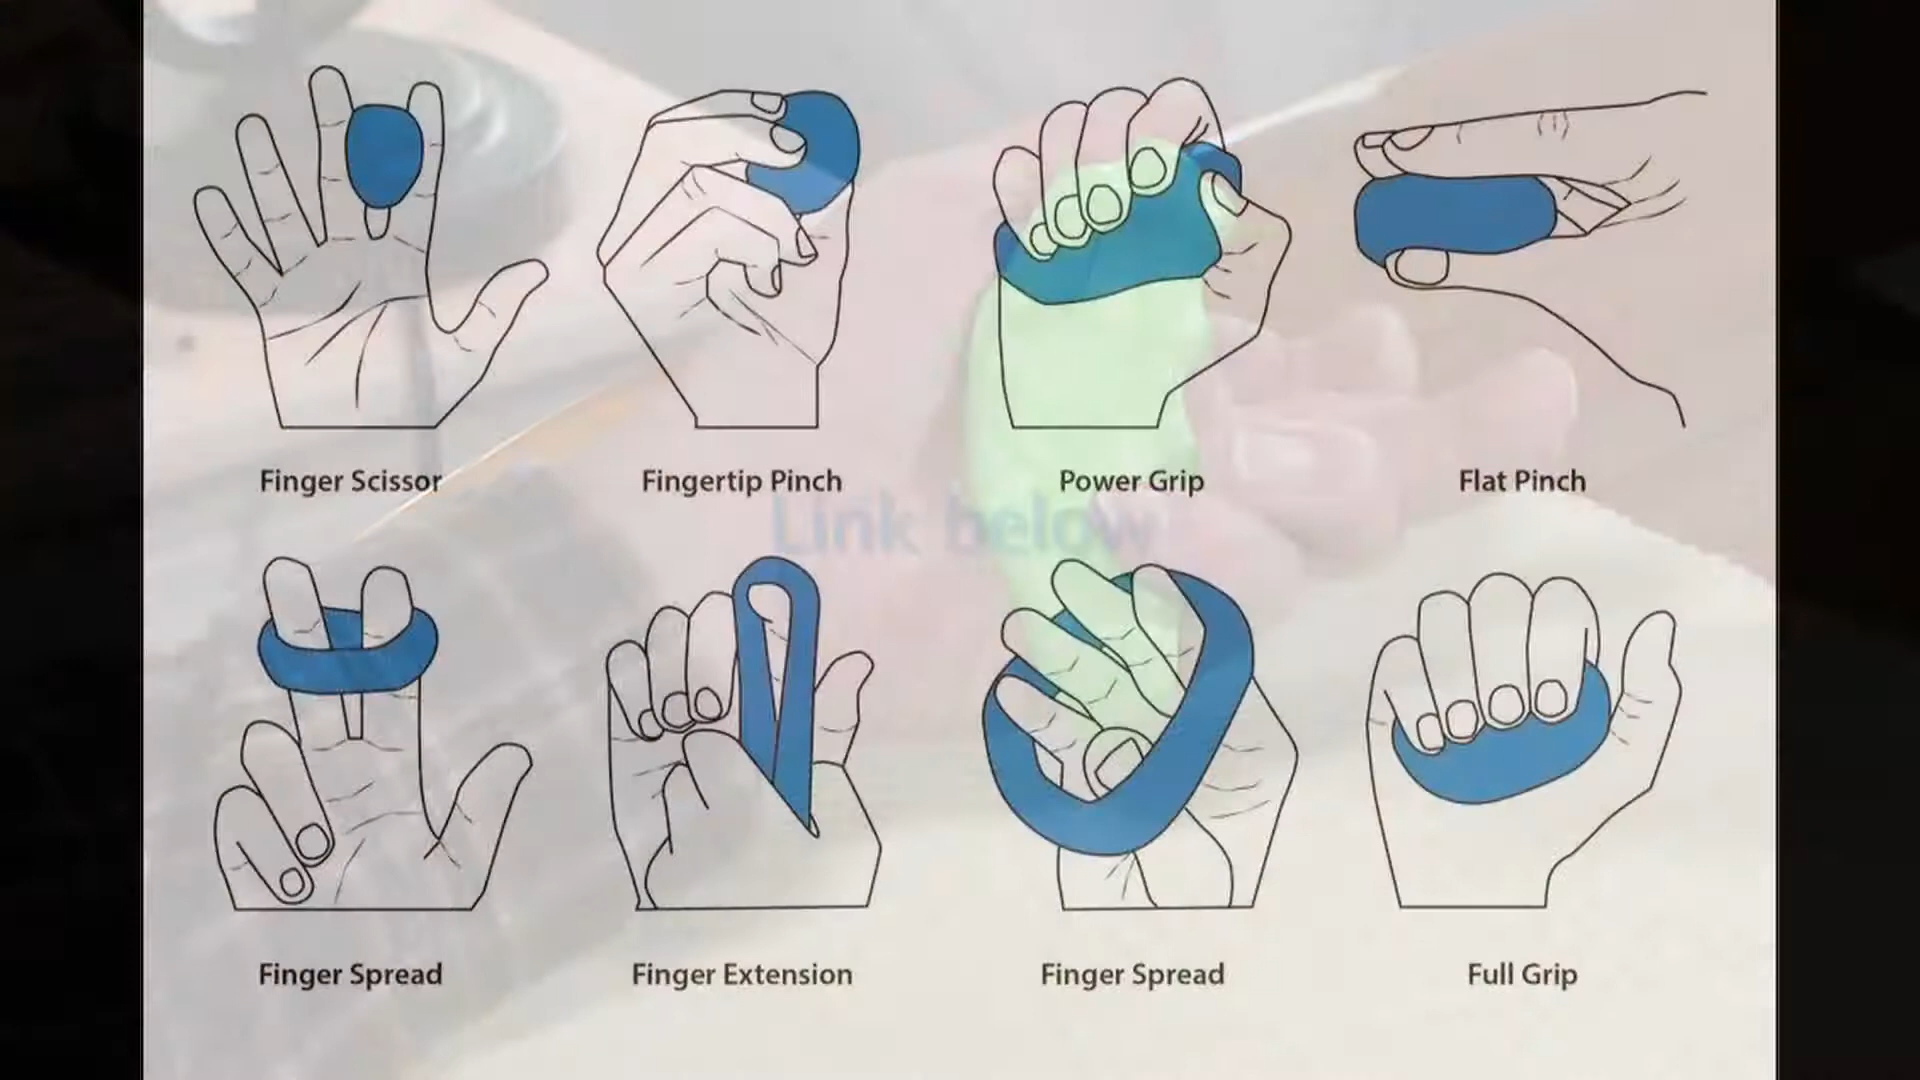 Finger Scissor
Fingertip Pinch
Power Grip
Flat Pinch
Link below
Finger Spread
Finger Extension
Finger Spread
Full Grip